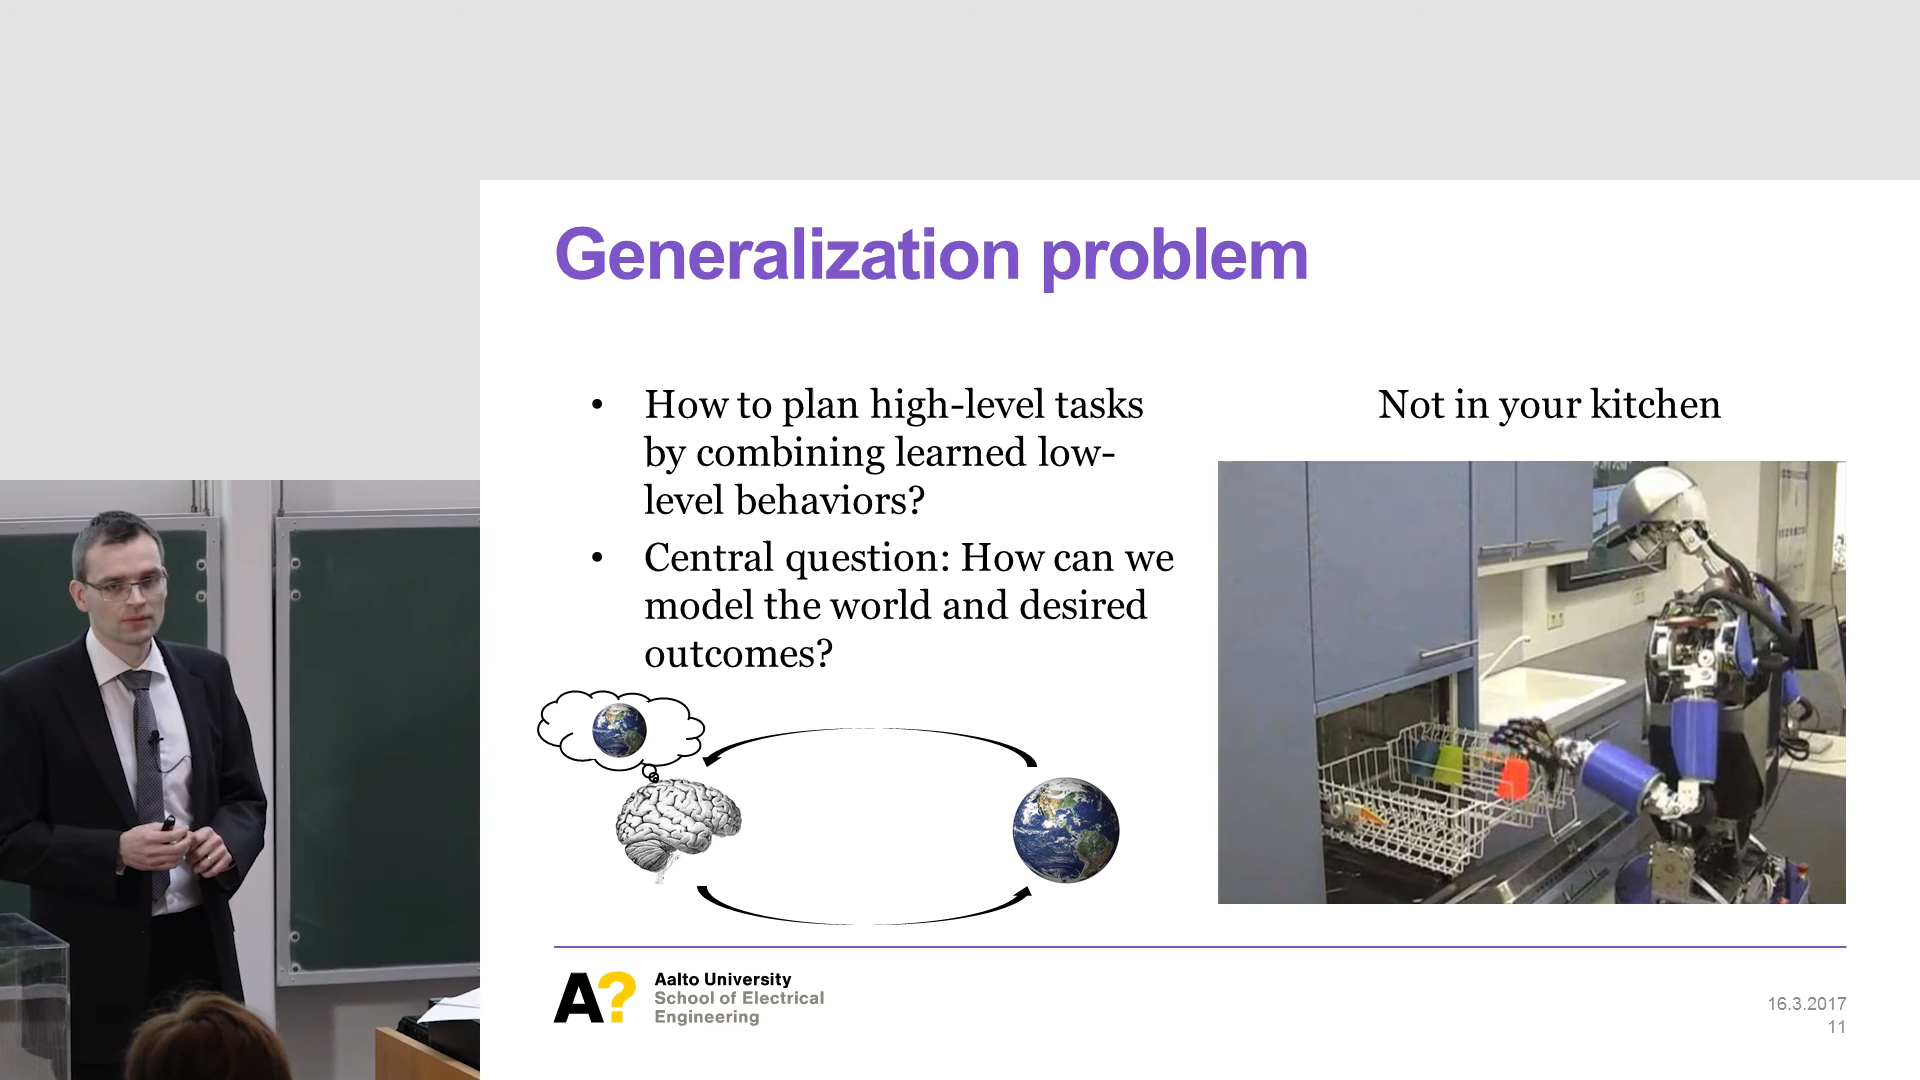 Generalization problem
• How to plan high-level tasks
by combining learned low-
level behaviors?
• Central question: How can we
model the world and desired
outcomes?
Not in your kitchen
A?
Aalto University
School of Electrical
Engineering
16.3.2017
11